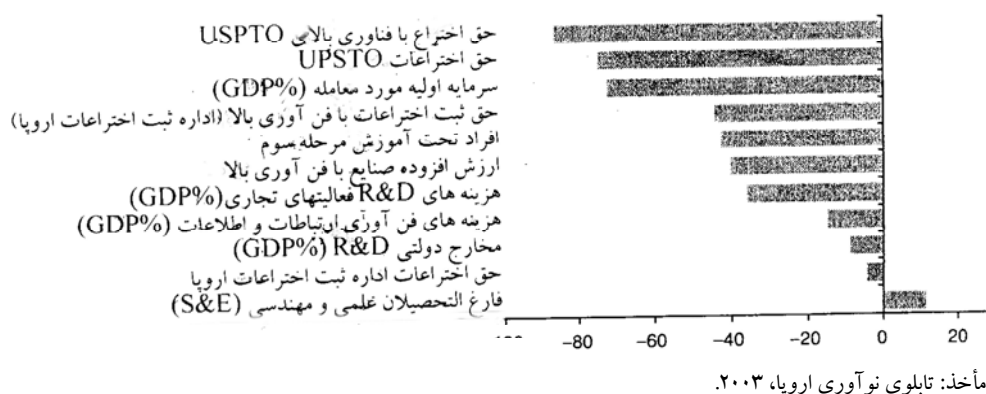 حق اختراع با فناوری بالایی USPTO
حق اختراعات UPSTO
سرمایه اولیه مورد معامله (GDP%)
حق ثبت اختراعات با فن آوری بالا (اداره ثبت اختراعات اروپا)
افراد تحت آموزش مرحله سوم
ارزش افزوده صنایع با فن آوری بالا
هزینه های R&D فعالیتهای تجاری (GDP%)
هزینه های فن آوری ارتباطات و اطلاعات (GDP%)
مخارج دولتی R&D (GDP%)
حق اختراعات اداره ثبت اختراعات اروپا
فارغ التحصیلان علمی و مهندسی (S&E)
−80 −60 −40 −20 0 20
مأخذ: تابلوی نوآوری اروپا، ۲۰۰۳.